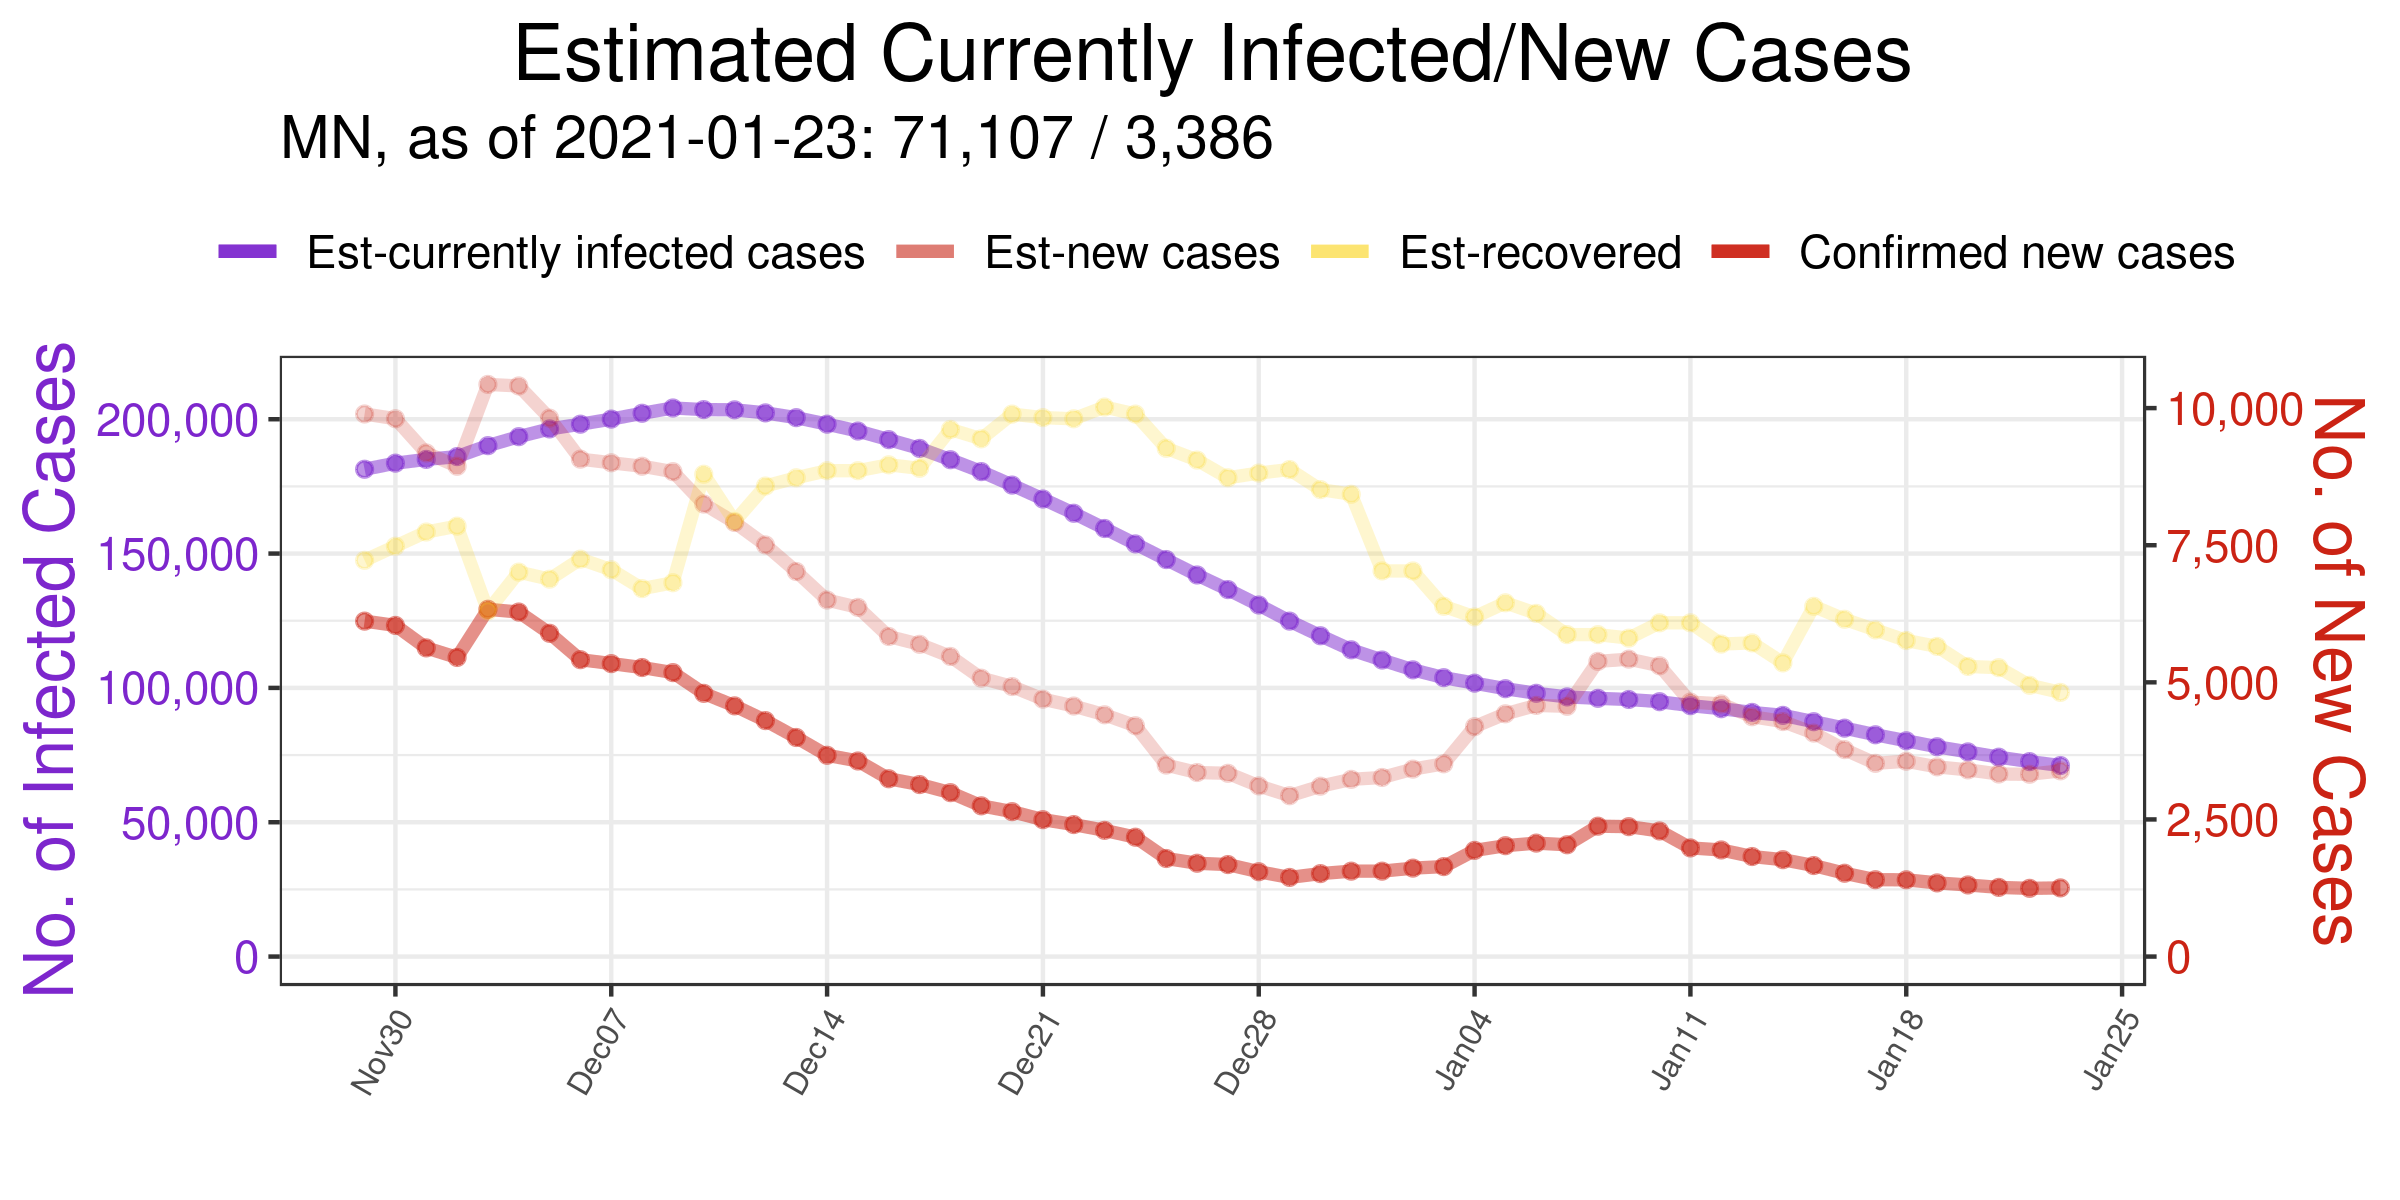 Estimated Currently Infected/New Cases
MN, as of 2021-01-23: 71,107 / 3,386
Est-currently infected cases Est-new cases Est-recovered Confirmed new cases
No. of Infected Cases
200,000
150,000
100,000
50,000
0
10,000
7,500
5,000
2,500
0
No. of New Cases
Nov30 Dec07 Dec14 Dec21 Dec28 Jan04 Jan11 Jan18 Jan25